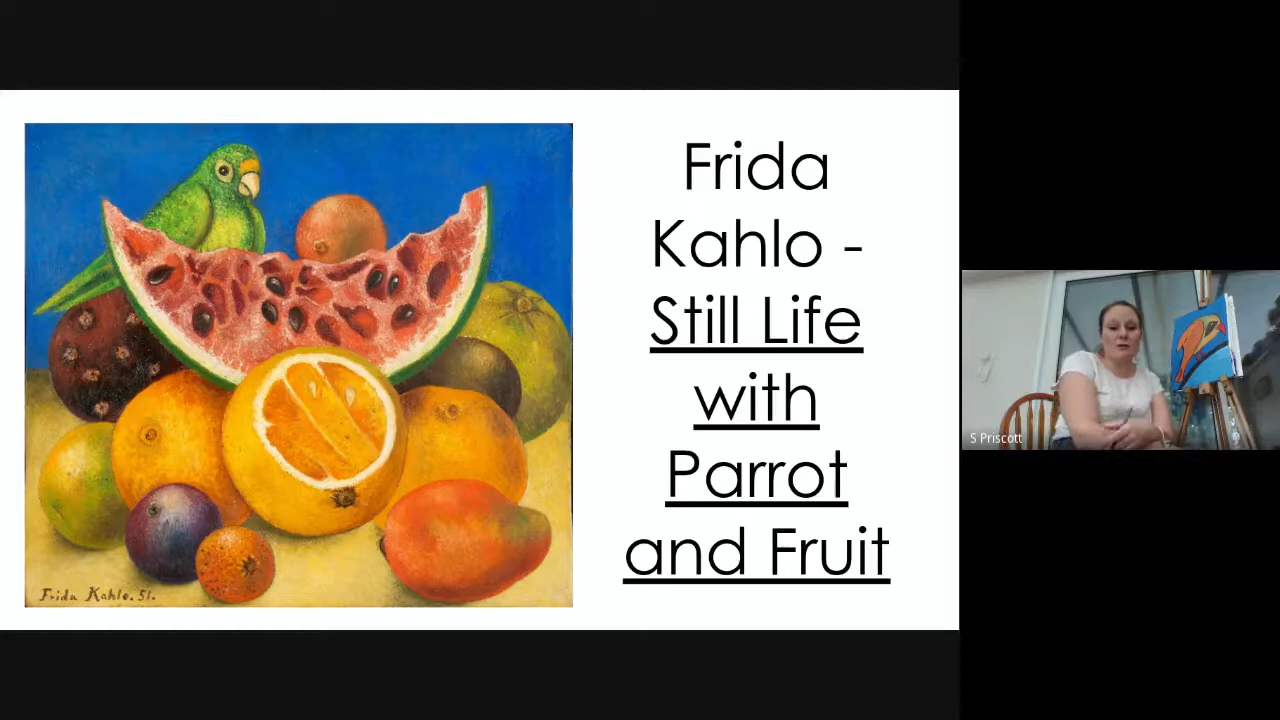 Frida
Kahlo -
Still Life
with
Parrot
and Fruit
Frida Kahlo. 51.
S Priscott